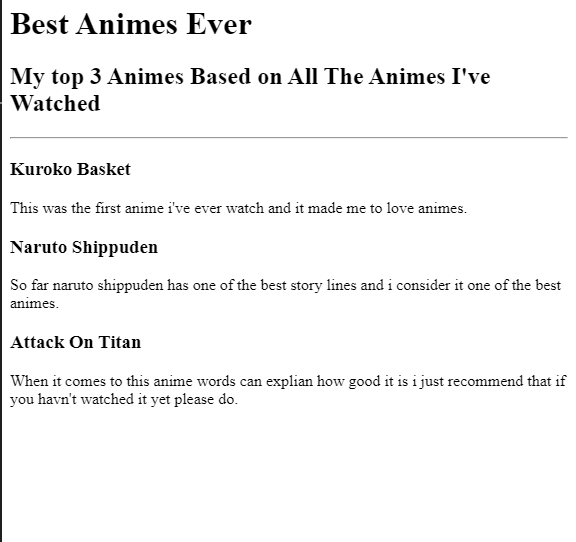 Best Animes Ever
My top 3 Animes Based on All The Animes I've
Watched
Kuroko Basket
This was the first anime i've ever watch and it made me to love animes.
Naruto Shippuden
So far naruto shippuden has one of the best story lines and i consider it one of the best
animes.
Attack On Titan
When it comes to this anime words can explian how good it is i just recommend that if
you havn't watched it yet please do.